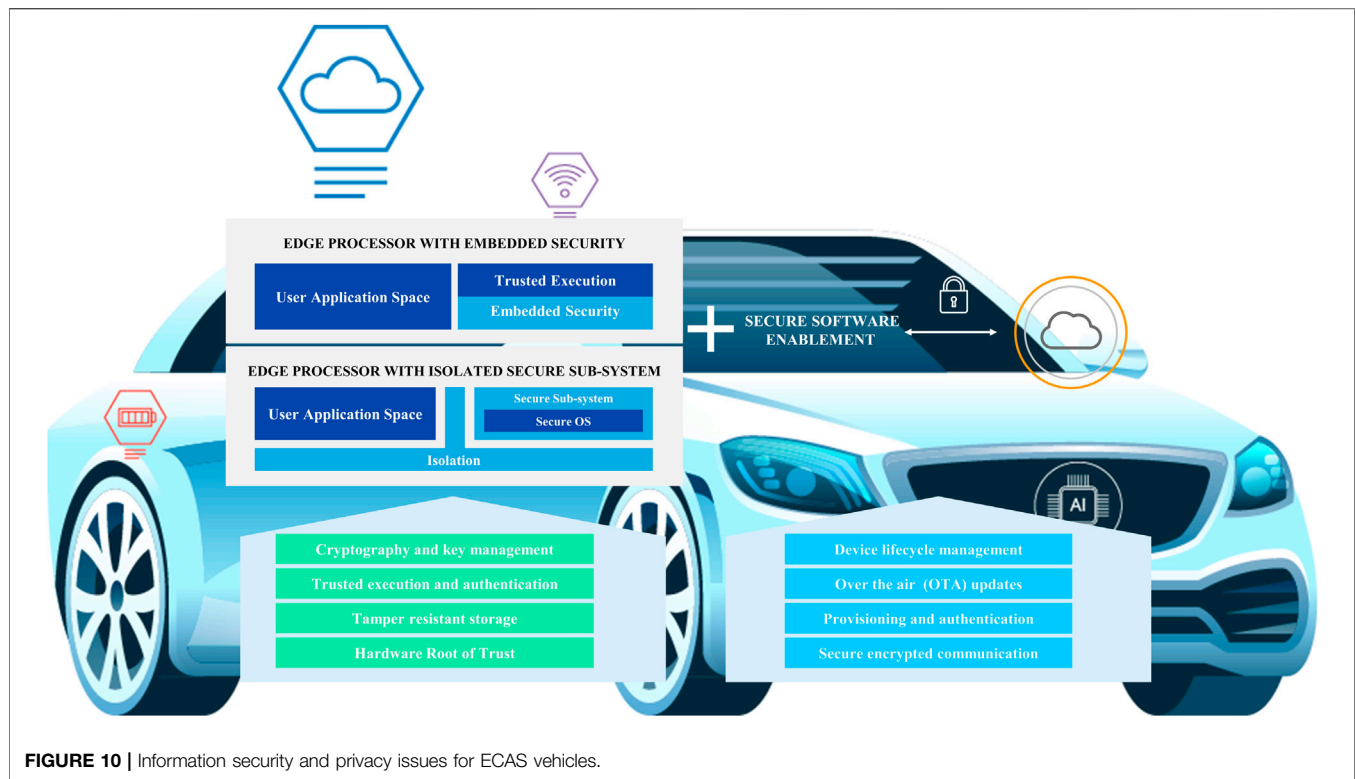 EDGE PROCESSOR WITH EMBEDDED SECURITY
User Application Space
Trusted Execution
Embedded Security
SECURE SOFTWARE
ENABLEMENT
EDGE PROCESSOR WITH ISOLATED SECURE SUB-SYSTEM
User Application Space
Secure Sub-system
Secure OS
Isolation
AI
Cryptography and key management
Trusted execution and authentication
Tamper resistant storage
Hardware Root of Trust
Device lifecycle management
Over the air (OTA) updates
Provisioning and authentication
Secure encrypted communication
FIGURE 10 | Information security and privacy issues for ECAS vehicles.